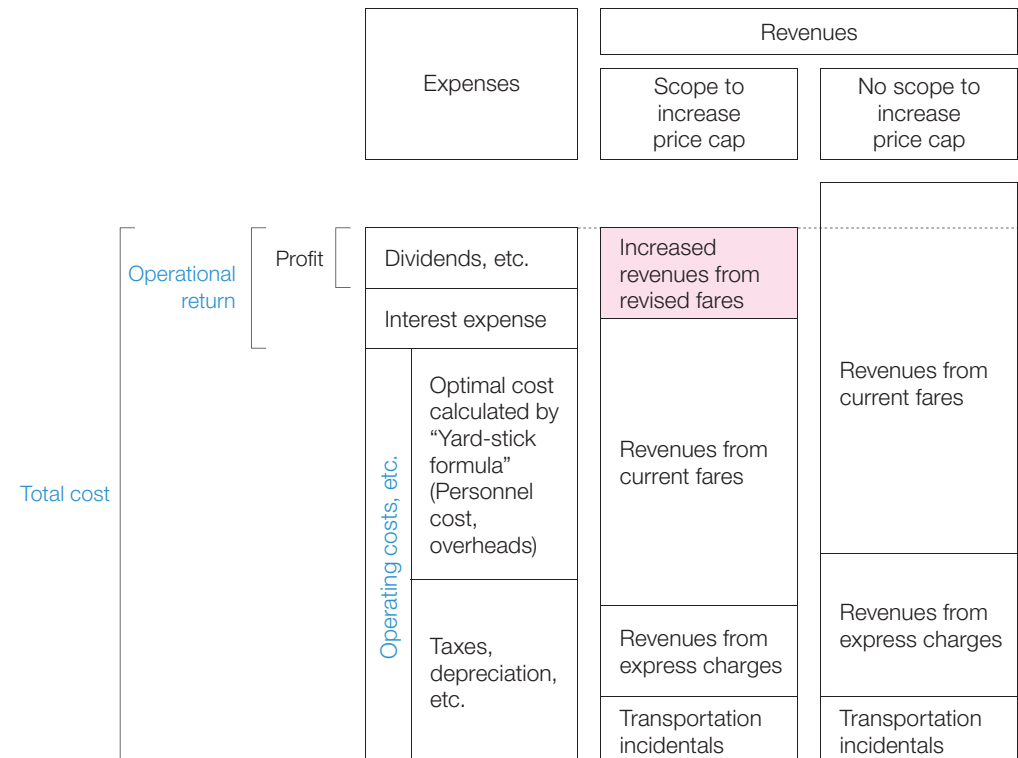 Expenses
Revenues
Scope to
increase
price cap
No scope to
increase
price cap
Total cost
Operational
return
Profit
Dividends, etc.
Interest expense
Operating costs, etc.
Optimal cost
calculated by
“Yard-stick
formula”
(Personnel
cost,
overheads)
Taxes,
depreciation,
etc.
Increased
revenues from
revised fares
Revenues from
current fares
Revenues from
express charges
Transportation
incidentals
Revenues from
current fares
Revenues from
express charges
Transportation
incidentals